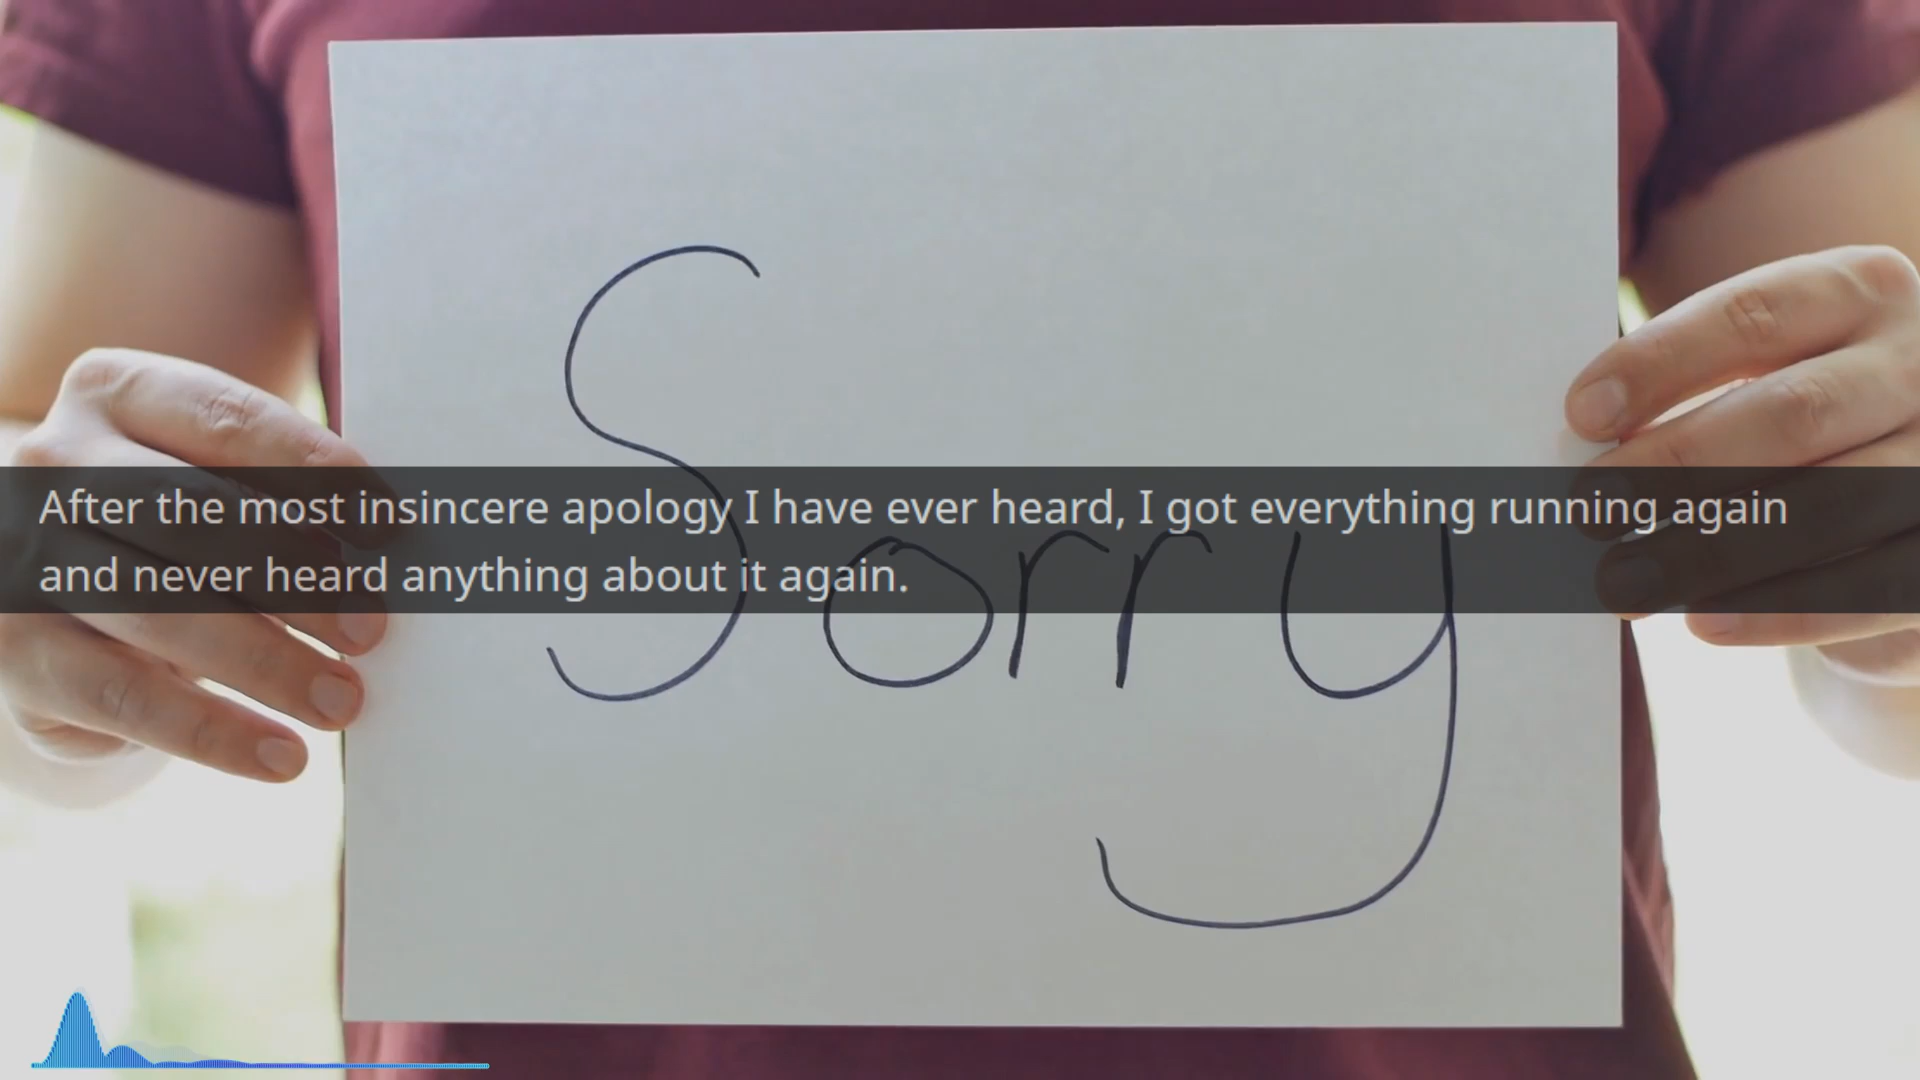 Sorry
After the most insincere apology I have ever heard, I got everything running again
and never heard anything about it again.